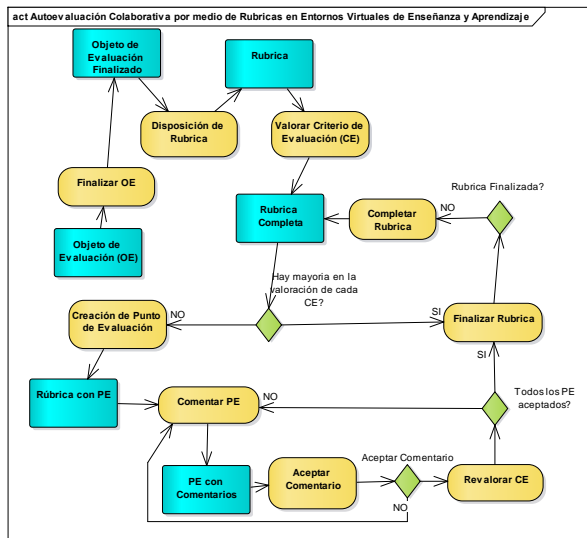 act Autoevaluación Colaborativa por medio de Rubricas en Entornos Virtuales de Enseñanza y Aprendizaje
Objeto de
Evaluación
Finalizado
Rubrica
Disposición de
Rubrica
Valorar Criterio de
Evaluación (CE)
Finalizar OE
Rubrica Finalizada?
Rubrica
Completa
Completar
Rubrica
NO
Objeto de
Evaluación (OE)
Hay mayoria en la
valoración de cada
CE?
Creación de Punto
de Evaluación
NO
SI
Finalizar Rubrica
SI
Rúbrica con PE
Comentar PE
NO
Todos los PE
aceptados?
Aceptar Comentario
PE con
Comentarios
Aceptar
Comentario
Revalorar CE
NO